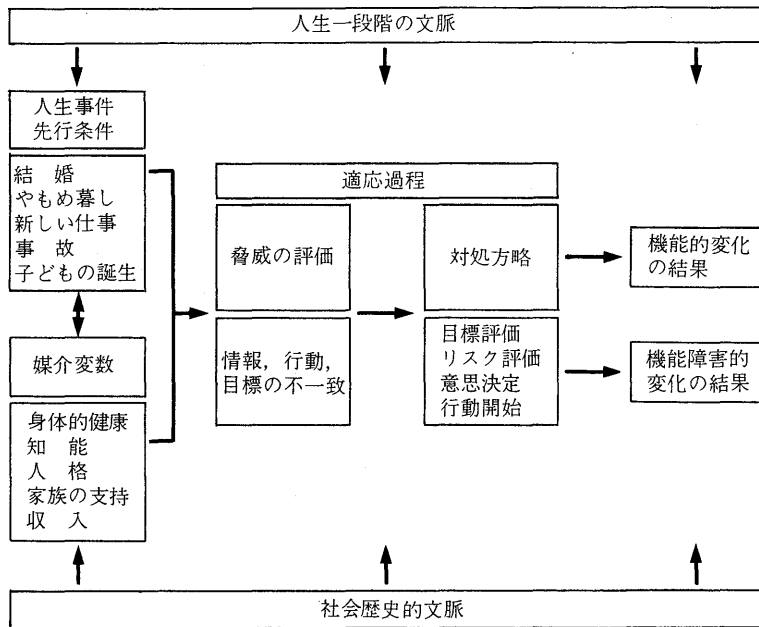 人生一段階の文脈
人生事件
先行条件
結婚
やもめ暮し
新しい仕事
事故
子どもの誕生
媒介変数
身体的健康
知能
人格
家族の支持
収入
適応過程
脅威の評価
情報，行動，
目標の不一致
対処方略
目標評価
リスク評価
意思決定
行動開始
機能的変化
の結果
機能障害的
変化の結果
社会歴史的文脈